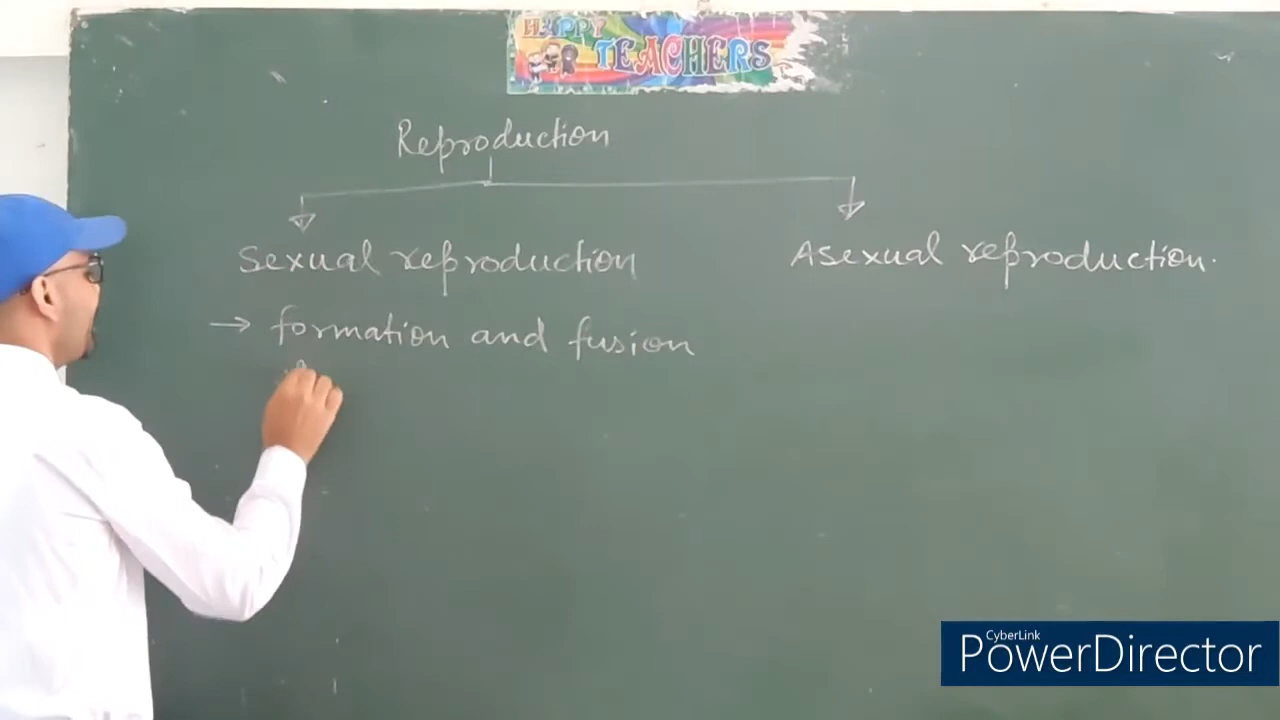 HAPPY
TEACHERS
Reproduction
Sexual reproduction
Asexual reproduction.
→ formation and fusion
CyberLink
PowerDirector